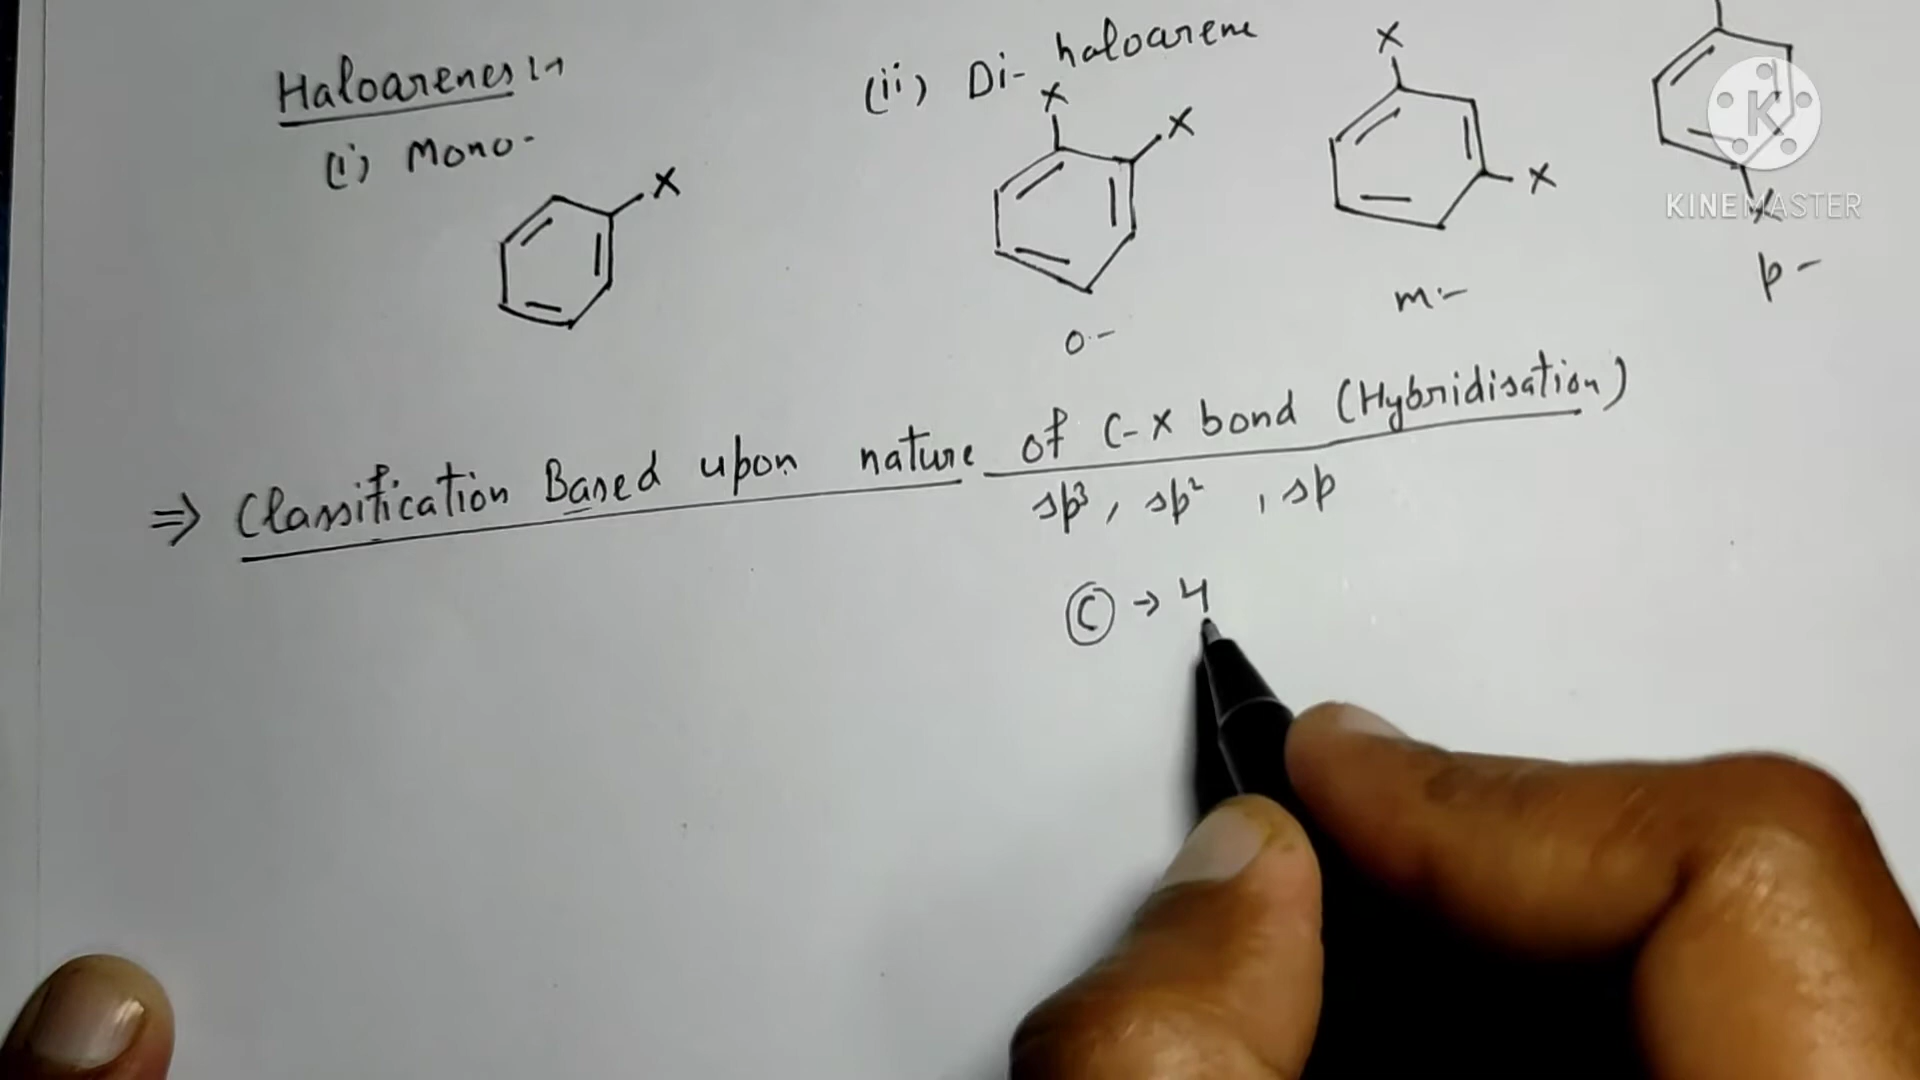 Haloarenes :→
(i) Mono-
X
(ii) Di- haloarene
X X
o-
X X
m-
X
p-
⇒ Classification Based upon nature of C-X bond (Hybridisation)
sp³, sp², sp
C → 4
K
KINEMASTER